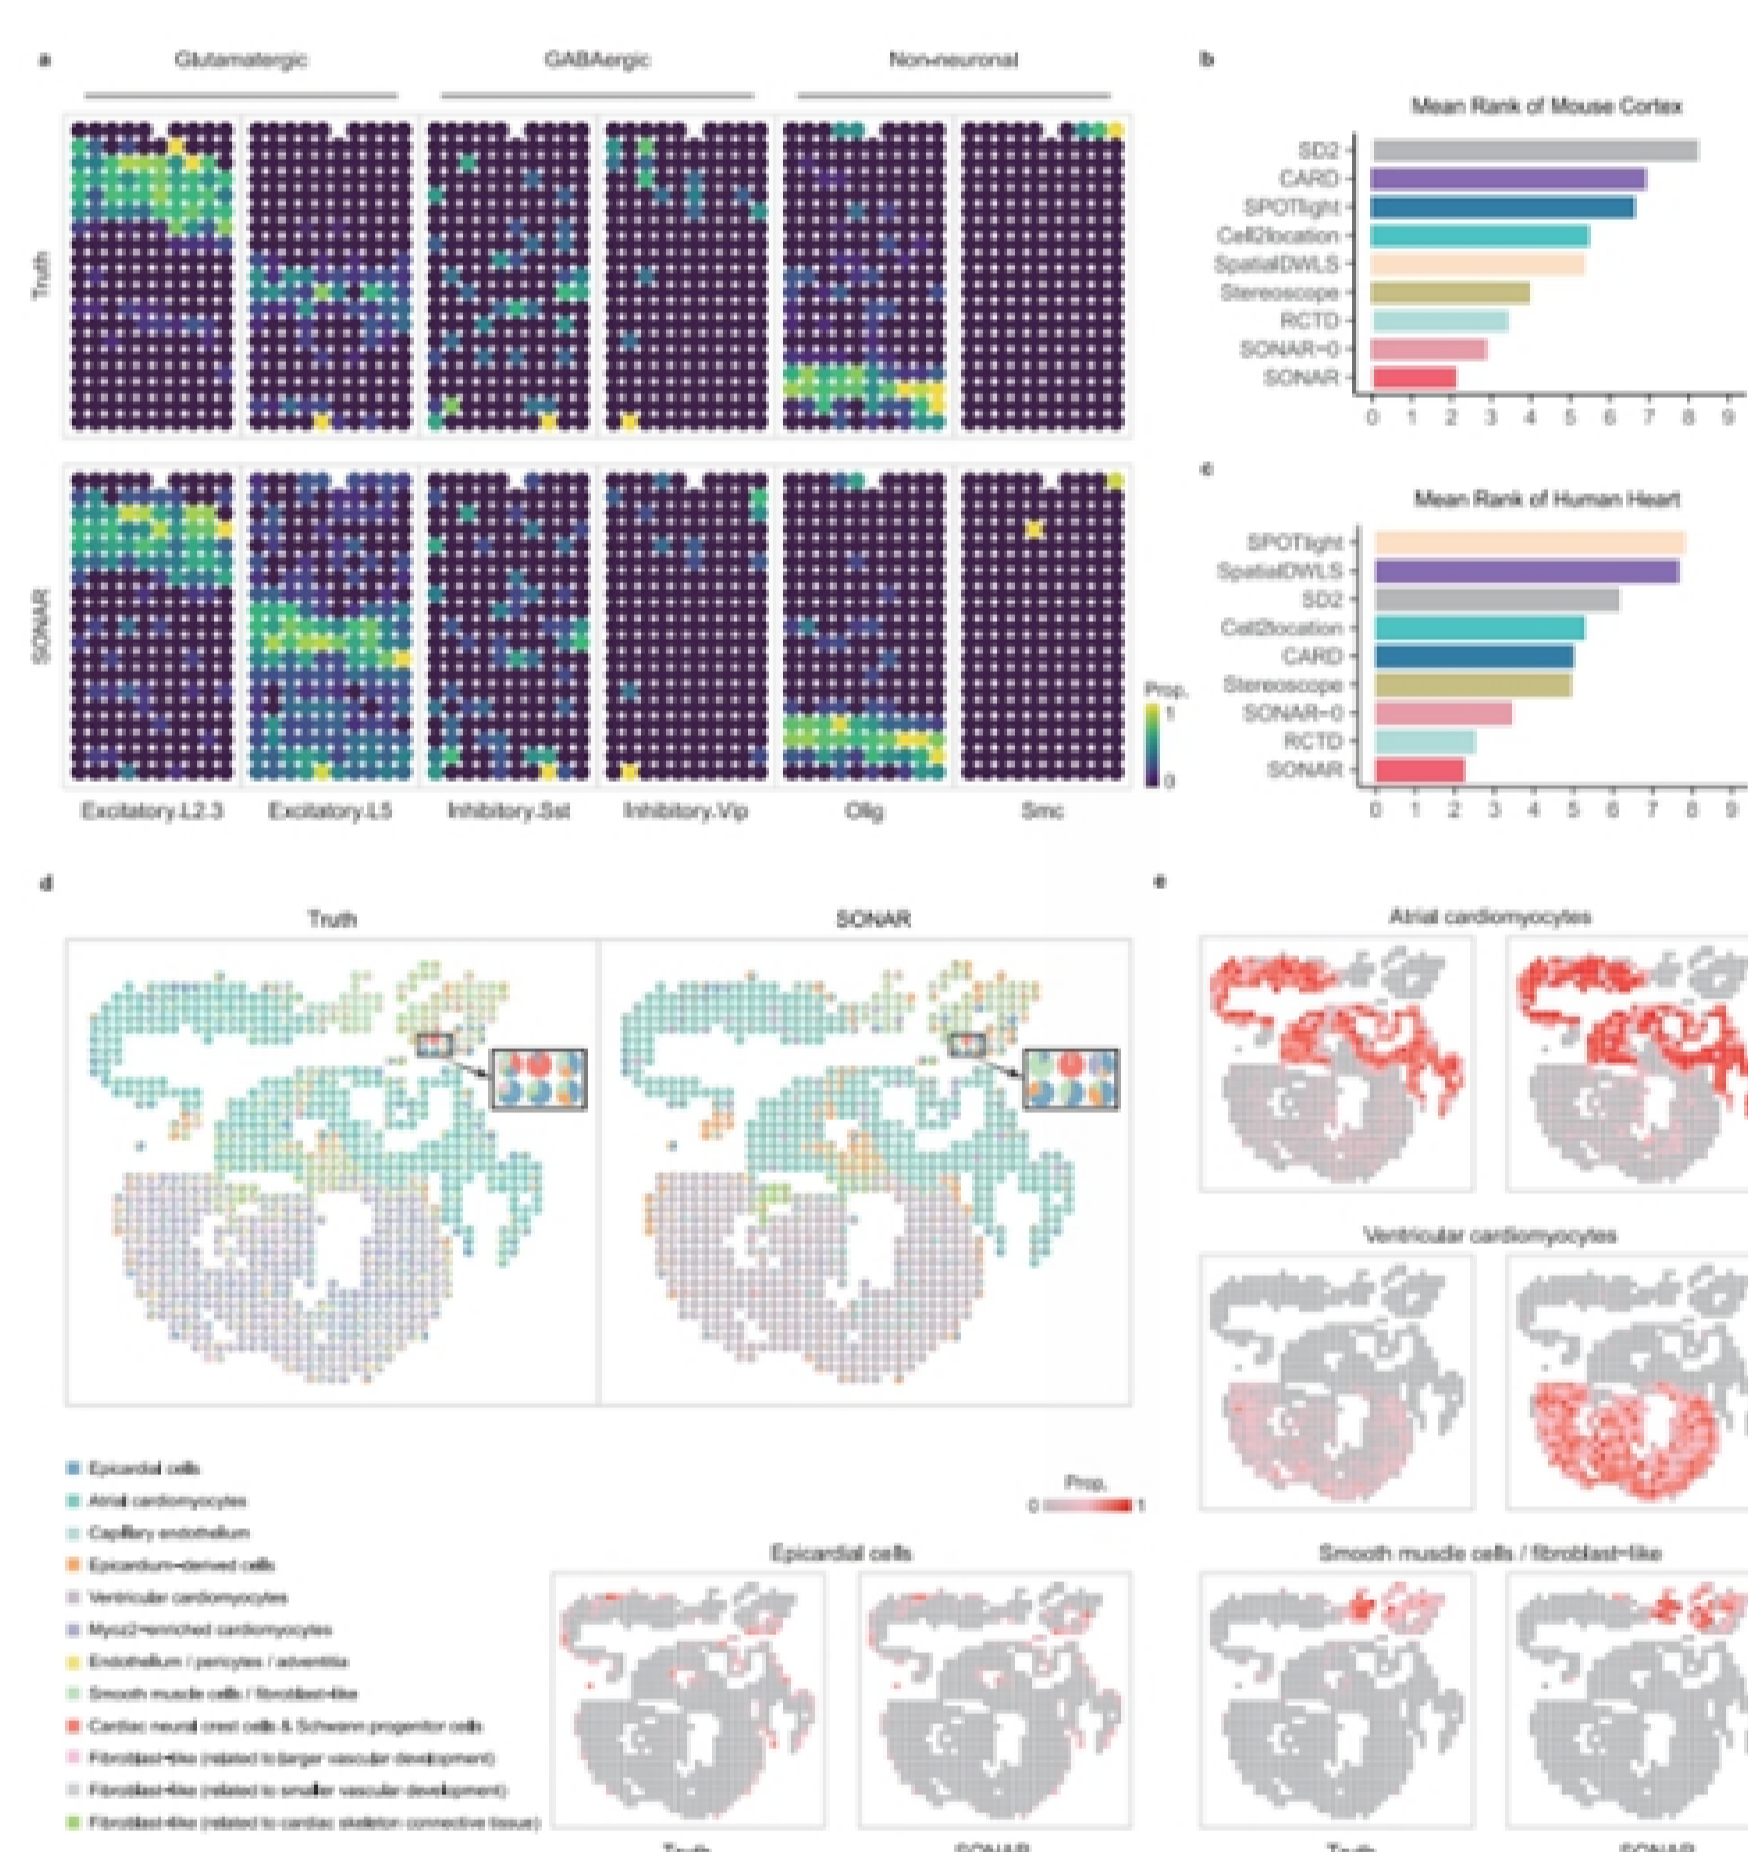 a
Glutamatergic GABAergic Non-neuronal
Truth
SONAR
Excitatory.L2.3 Excitatory.L5 Inhibitory.Sst Inhibitory.Vip Olig Smc
Prop.
1
0
b
Mean Rank of Mouse Cortex
SD2
CARD
SPOTlight
Cell2location
SpatialDWLS
Stereoscope
RCTD
SONAR-0
SONAR
0 1 2 3 4 5 6 7 8 9
c
Mean Rank of Human Heart
SPOTlight
SpatialDWLS
SD2
Cell2location
CARD
Stereoscope
SONAR-0
RCTD
SONAR
0 1 2 3 4 5 6 7 8 9
d
Truth SONAR
Epicardial cells
Atrial cardiomyocytes
Capillary endothelium
Epicardium-derived cells
Ventricular cardiomyocytes
Myoz2-enriched cardiomyocytes
Endothelium / pericytes / adventitia
Smooth muscle cells / fibroblast-like
Cardiac neural crest cells & Schwann progenitor cells
Fibroblast-like (related to larger vascular development)
Fibroblast-like (related to smaller vascular development)
Fibroblast-like (related to cardiac skeleton connective tissue)
e
Atrial cardiomyocytes
Ventricular cardiomyocytes
Prop.
0 1
Epicardial cells Smooth muscle cells / fibroblast-like
Truth SONAR Truth SONAR